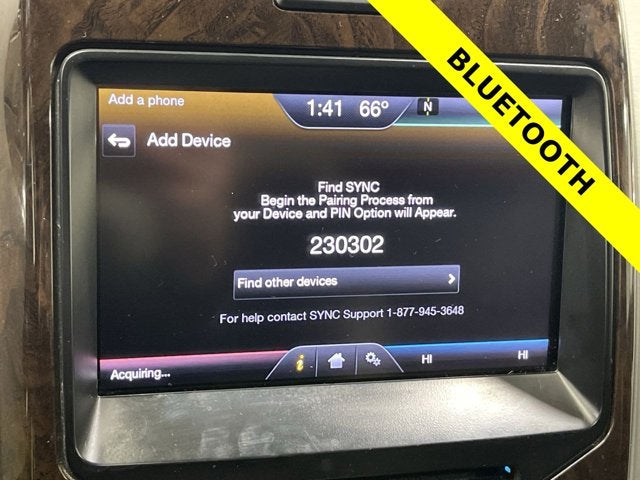 Add a phone
1:41 66° N
Add Device
Find SYNC
Begin the Pairing Process from
your Device and PIN Option will Appear.
230302
Find other devices
For help contact SYNC Support 1-877-945-3648
Acquiring... i HI HI
BLUETOOTH